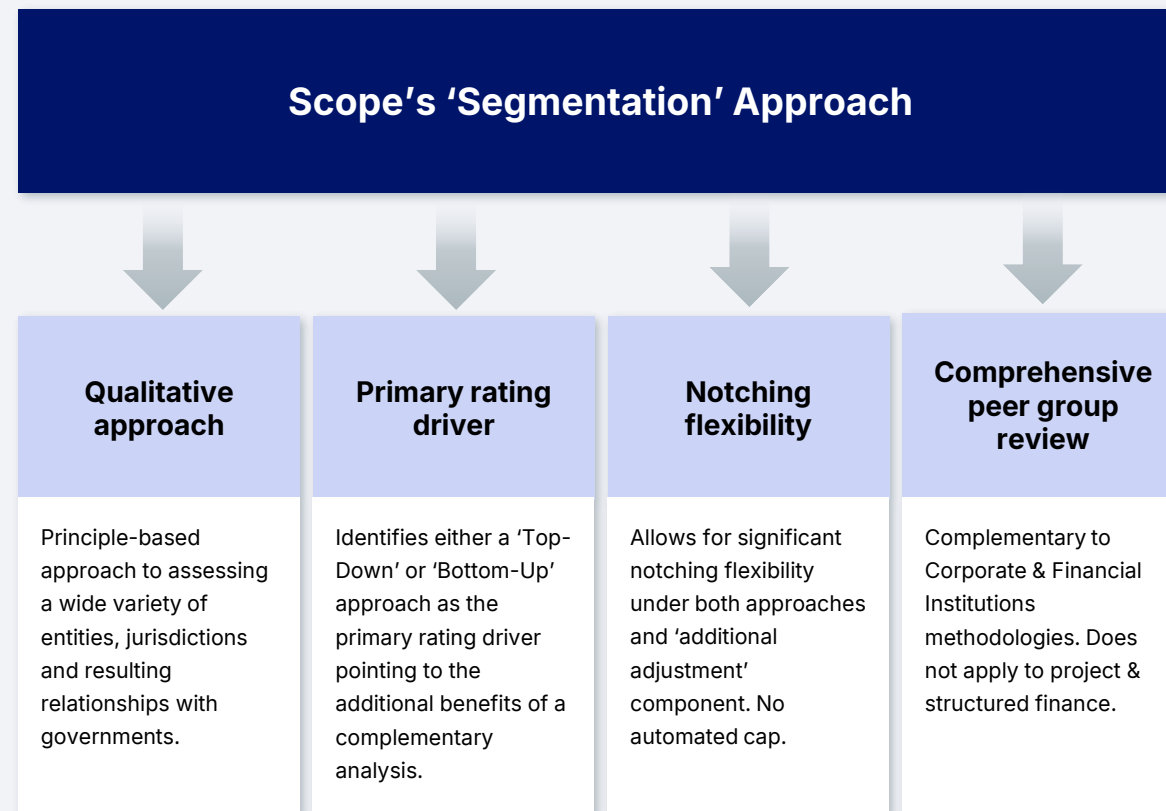 Scope’s ‘Segmentation’ Approach
Qualitative
approach
Principle-based
approach to assessing
a wide variety of
entities, jurisdictions
and resulting
relationships with
governments.
Primary rating
driver
Identifies either a ‘Top-
Down’ or ‘Bottom-Up’
approach as the
primary rating driver
pointing to the
additional benefits of a
complementary
analysis.
Notching
flexibility
Allows for significant
notching flexibility
under both approaches
and ‘additional
adjustment’
component. No
automated cap.
Comprehensive
peer group
review
Complementary to
Corporate & Financial
Institutions
methodologies. Does
not apply to project &
structured finance.